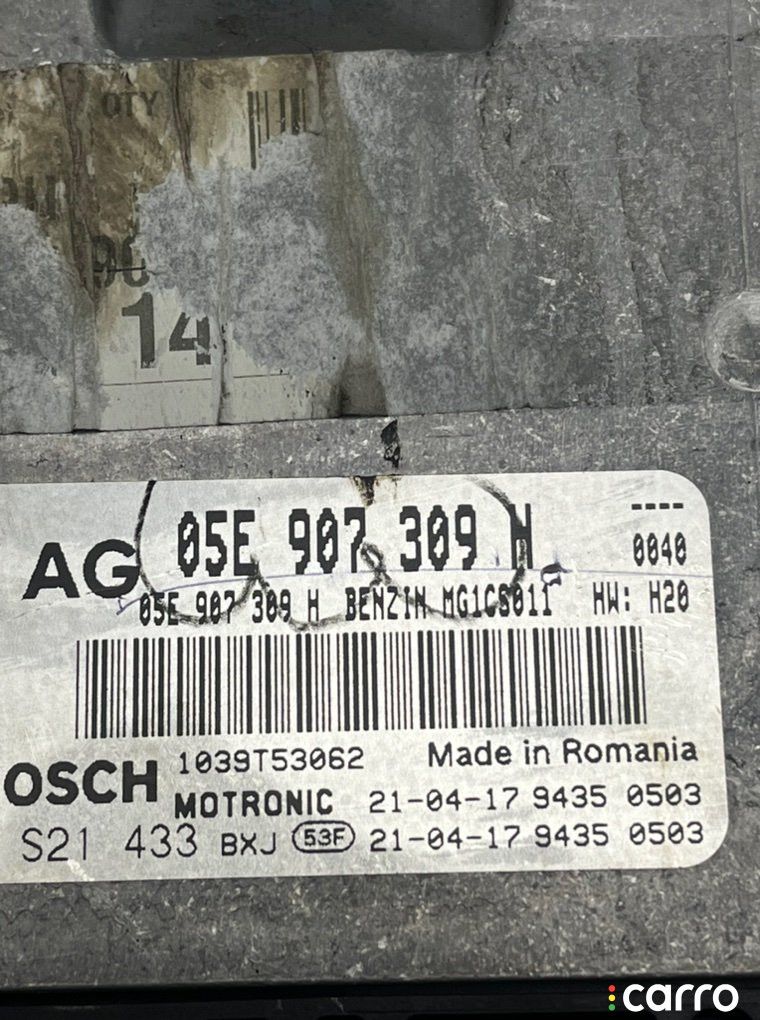 QTY
90
14
05E 907 309 H
----
AG
0040
05E 907 309 H BENZIN MG1CS011 HW: H20
1039T53062 Made in Romania
OSCH
MOTRONIC 21-04-17 9435 0503
S21 433 BXJ 53F 21-04-17 9435 0503
carro